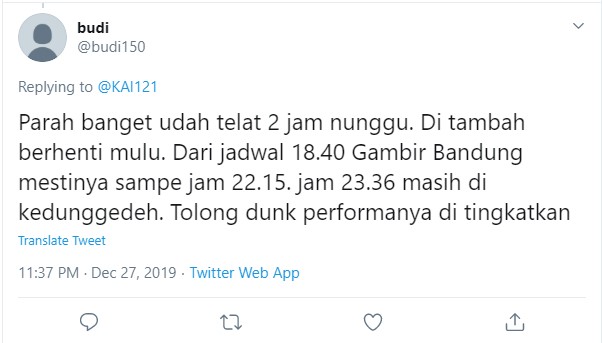 budi
@budi150
Replying to @KAI121
Parah banget udah telat 2 jam nunggu. Di tambah
berhenti mulu. Dari jadwal 18.40 Gambir Bandung
mestinya sampe jam 22.15. jam 23.36 masih di
kedunggedeh. Tolong dunk performanya di tingkatkan
Translate Tweet
11:37 PM · Dec 27, 2019 · Twitter Web App